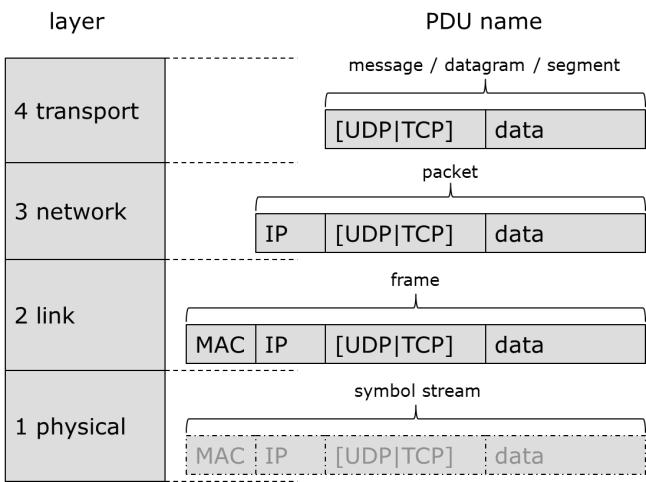 layer PDU name
message / datagram / segment
4 transport [UDP|TCP] data
packet
3 network IP [UDP|TCP] data
frame
2 link MAC IP [UDP|TCP] data
symbol stream
1 physical MAC IP [UDP|TCP] data